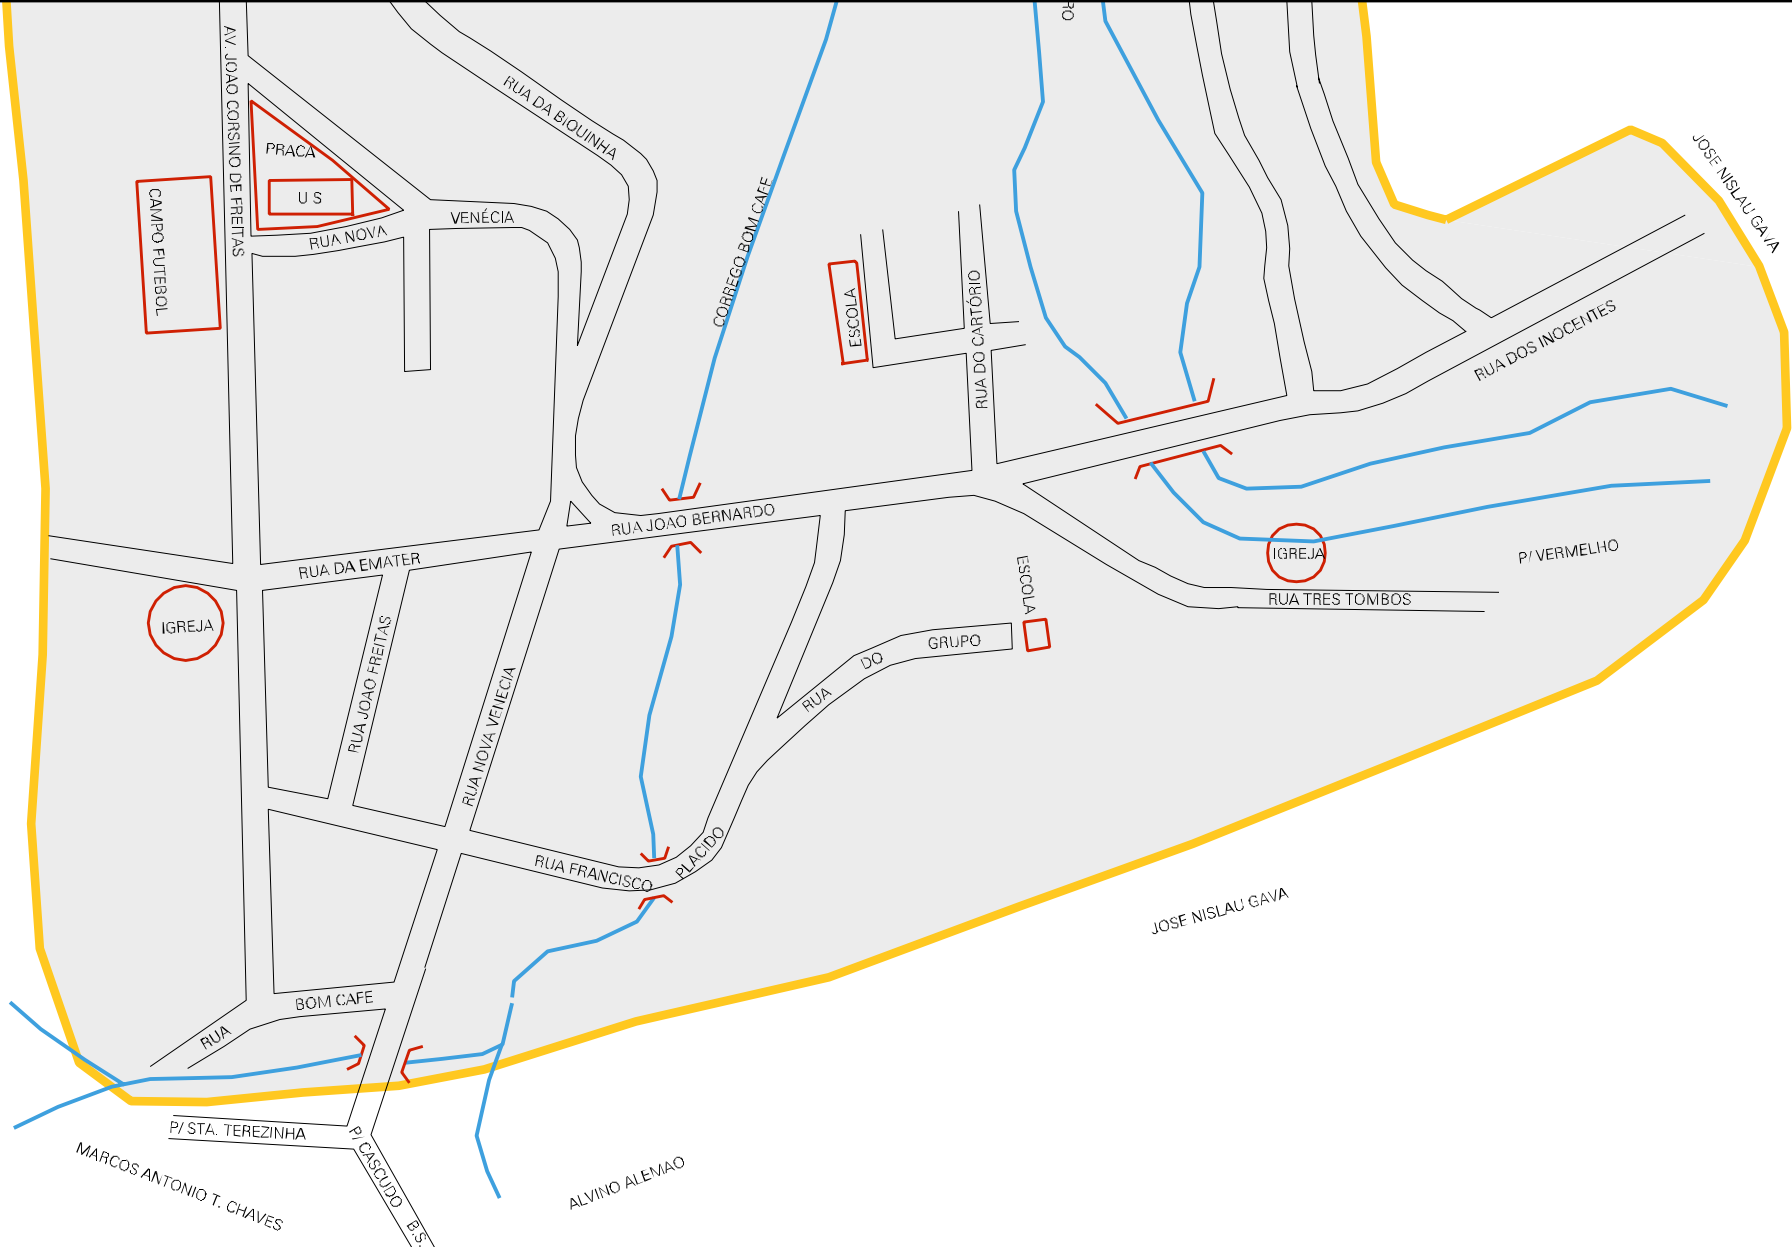 AV. JOAO CORSINO DE FREITAS
RO
RUA DA BIQUINHA
PRACA
U S
CAMPO FUTEBOL
RUA NOVA
VENÉCIA
CORREGO BOM CAFE
ESCOLA
RUA DO CARTÓRIO
JOSE NISLAU GAVA
RUA DOS INOCENTES
RUA JOAO BERNARDO
RUA DA EMATER
IGREJA
P/ VERMELHO
ESCOLA
RUA TRES TOMBOS
IGREJA
RUA JOAO FREITAS
RUA DO GRUPO
RUA NOVA VENECIA
RUA FRANCISCO PLACIDO
JOSE NISLAU GAVA
RUA BOM CAFE
P/ STA. TEREZINHA
P/ CASCUDO B.S.
MARCOS ANTONIO T. CHAVES
ALVINO ALEMAO